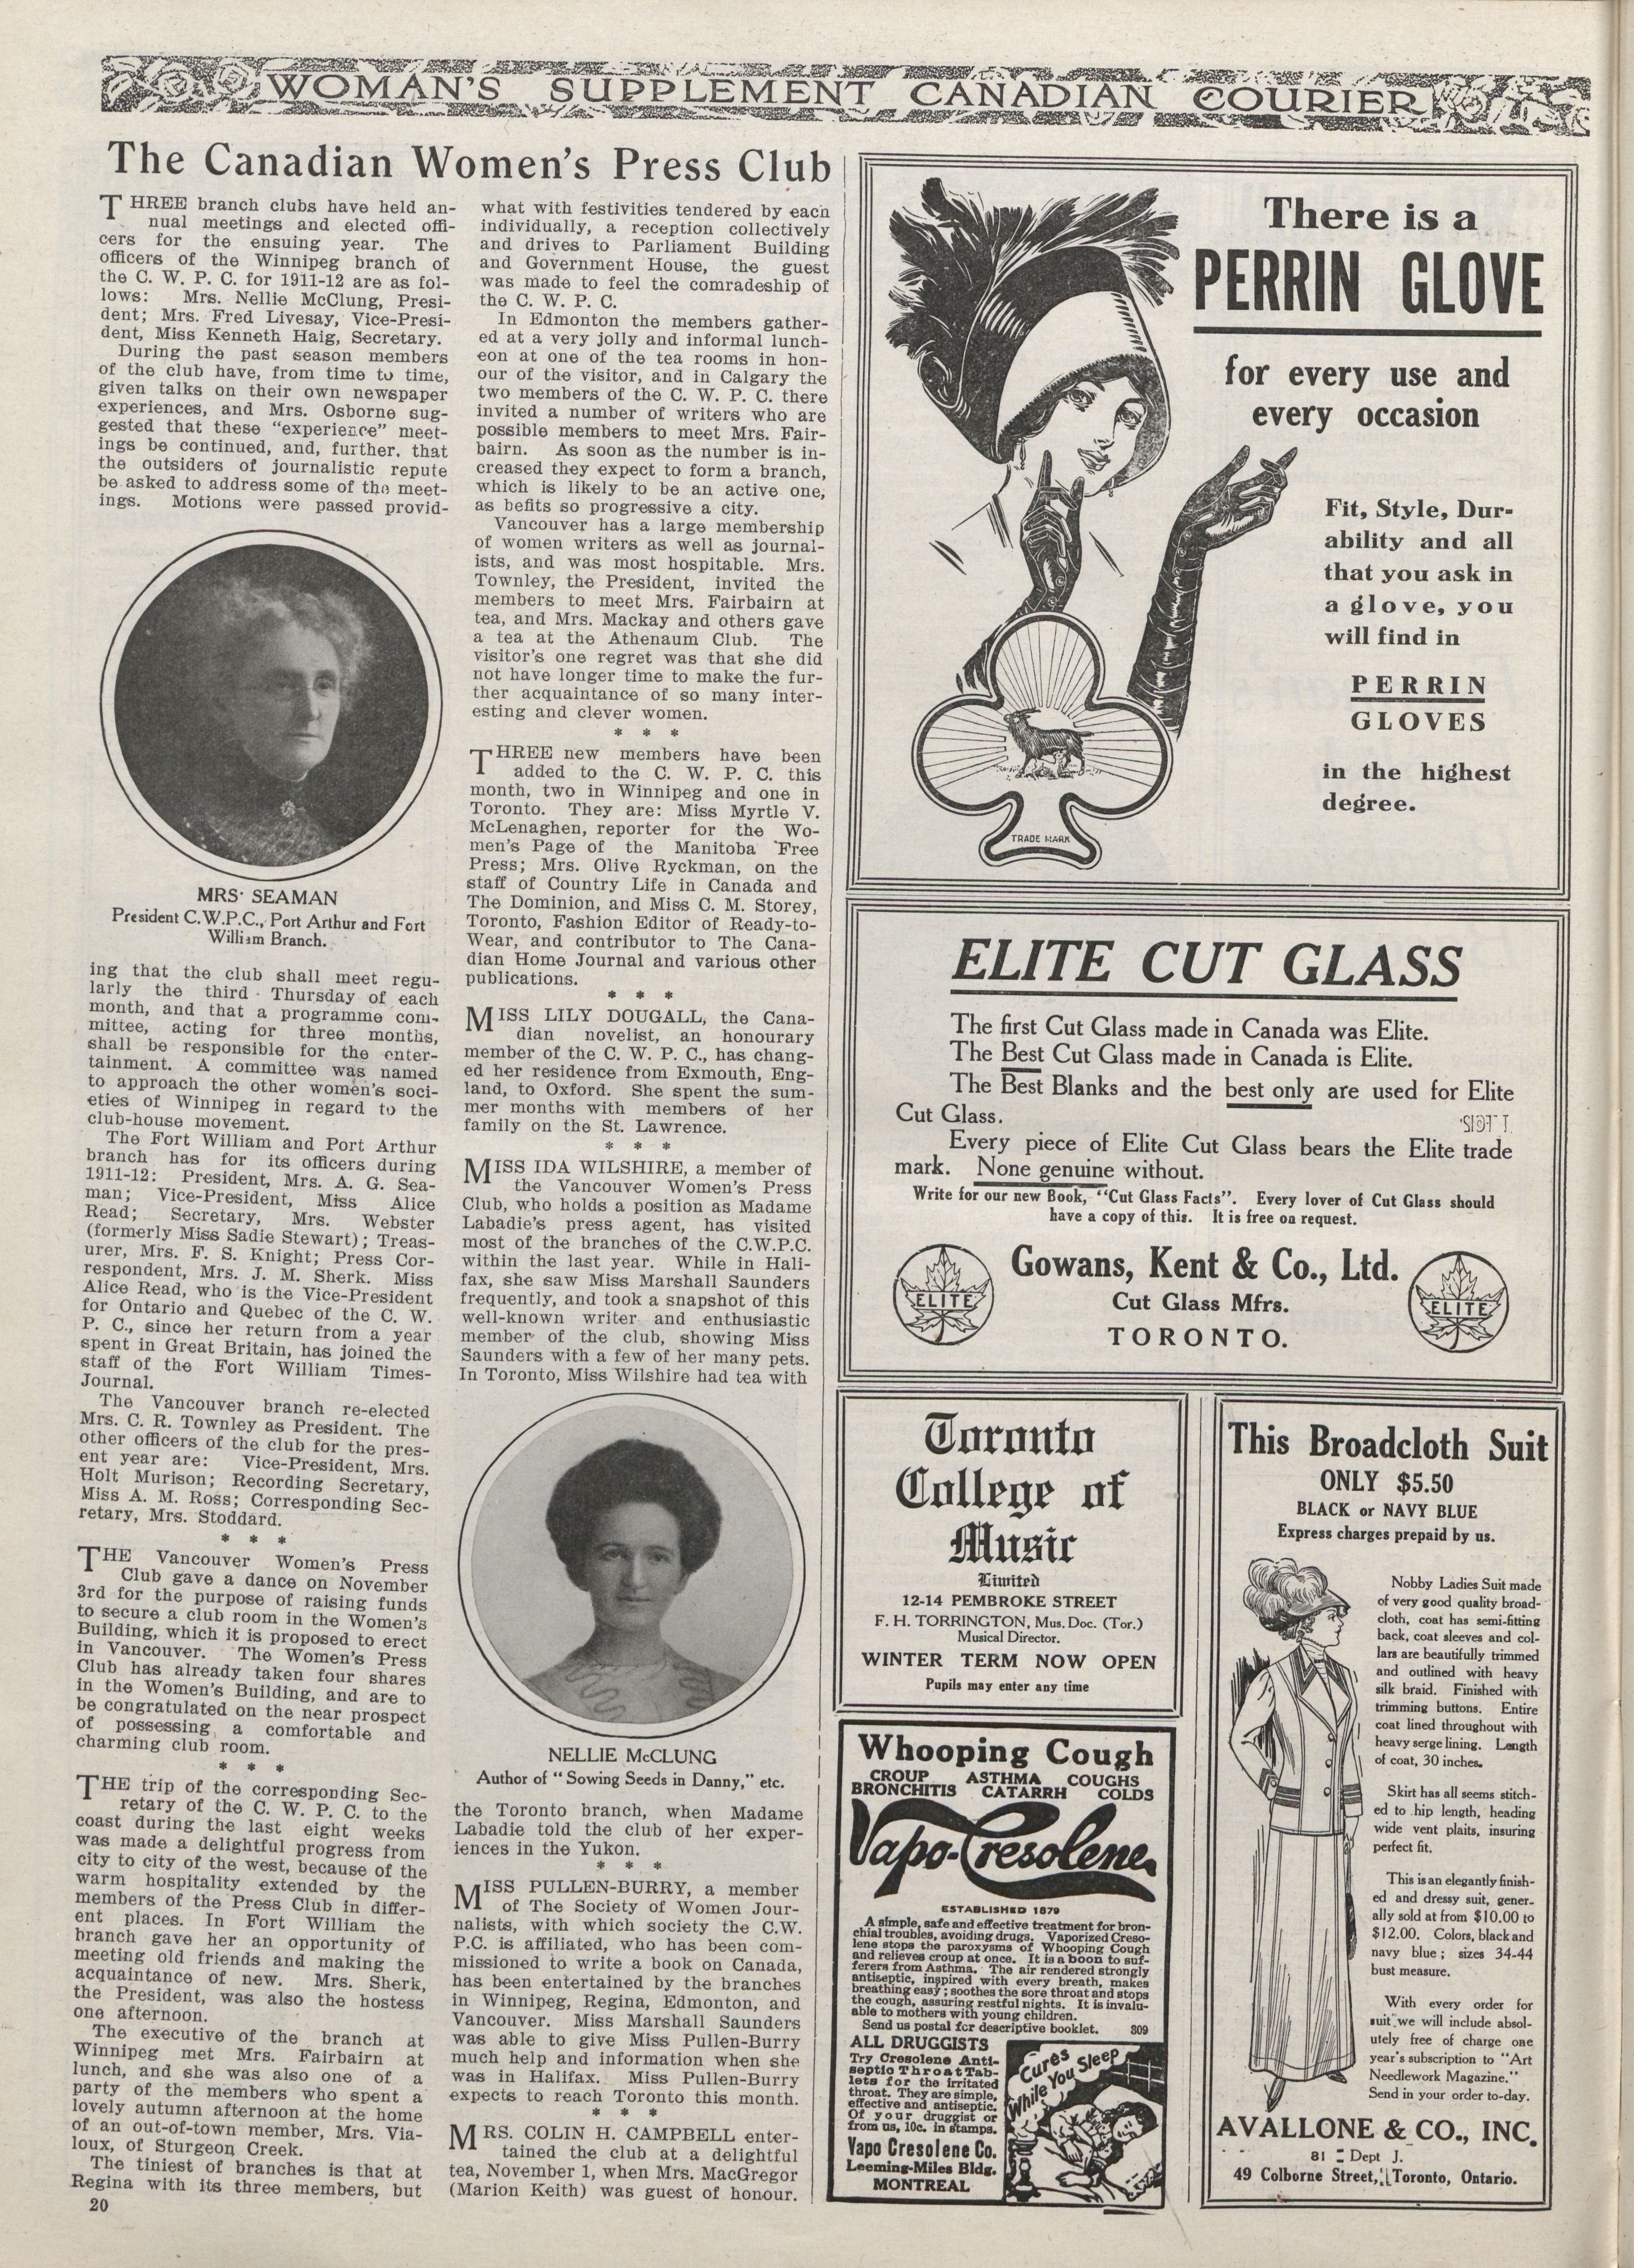 WOMAN'S SUPPLEMENT CANADIAN COURIER
The Canadian Women's Press Club
THREE branch clubs have held an-
nual meetings and elected offi-
cers for the ensuing year. The
officers of the Winnipeg branch of
the C. W. P. C. for 1911-12 are as fol-
lows: Mrs. Nellie McClung, Presi-
dent; Mrs. Fred Livesay, Vice-Presi-
dent, Miss Kenneth Haig, Secretary.
During the past season members
of the club have, from time to time,
given talks on their own newspaper
experiences, and Mrs. Osborne sug-
gested that these "experience" meet-
ings be continued, and, further, that
the outsiders of journalistic repute
be asked to address some of the meet-
ings. Motions were passed provid-
MRS. SEAMAN
President C.W.P.C., Port Arthur and Fort
William Branch.
ing that the club shall meet regu-
larly the third Thursday of each
month, and that a programme com-
mittee, acting for three months,
shall be responsible for the enter-
tainment. A committee was named
to approach the other women's soci-
eties of Winnipeg in regard to the
club-house movement.
The Fort William and Port Arthur
branch has for its officers during
1911-12: President, Mrs. A. G. Sea-
man; Vice-President, Miss Alice
Read; Secretary, Mrs. Webster
(formerly Miss Sadie Stewart); Treas-
urer, Mrs. F. S. Knight; Press Cor-
respondent, Mrs. J. M. Sherk. Miss
Alice Read, who is the Vice-President
for Ontario and Quebec of the C. W.
P. C., since her return from a year
spent in Great Britain, has joined the
staff of the Fort William Times-
Journal.
The Vancouver branch re-elected
Mrs. C. R. Townley as President. The
other officers of the club for the pres-
ent year are: Vice-President, Mrs.
Holt Murison; Recording Secretary,
Miss A. M. Ross; Corresponding Sec-
retary, Mrs. Stoddard.
* * *
THE Vancouver Women's Press
Club gave a dance on November
3rd for the purpose of raising funds
to secure a club room in the Women's
Building, which it is proposed to erect
in Vancouver. The Women's Press
Club has already taken four shares
in the Women's Building, and are to
be congratulated on the near prospect
of possessing a comfortable and
charming club room.
* * *
THE trip of the corresponding Sec-
retary of the C. W. P. C. to the
coast during the last eight weeks
was made a delightful progress from
city to city of the west, because of the
warm hospitality extended by the
members of the Press Club in differ-
ent places. In Fort William the
branch gave her an opportunity of
meeting old friends and making the
acquaintance of new. Mrs. Sherk,
the President, was also the hostess
one afternoon.
The executive of the branch at
Winnipeg met Mrs. Fairbairn at
lunch, and she was also one of a
party of the members who spent a
lovely autumn afternoon at the home
of an out-of-town member, Mrs. Via-
loux, of Sturgeon Creek.
The tiniest of branches is that at
Regina with its three members, but
20
what with festivities tendered by each
individually, a reception collectively
and drives to Parliament Building
and Government House, the guest
was made to feel the comradeship of
the C. W. P. C.
In Edmonton the members gather-
ed at a very jolly and informal lunch-
eon at one of the tea rooms in hon-
our of the visitor, and in Calgary the
two members of the C. W. P. C. there
invited a number of writers who are
possible members to meet Mrs. Fair-
bairn. As soon as the number is in-
creased they expect to form a branch,
which is likely to be an active one,
as befits so progressive a city.
Vancouver has a large membership
of women writers as well as journal-
ists, and was most hospitable. Mrs.
Townley, the President, invited the
members to meet Mrs. Fairbairn at
tea, and Mrs. Mackay and others gave
a tea at the Athenaum Club. The
visitor's one regret was that she did
not have longer time to make the fur-
ther acquaintance of so many inter-
esting and clever women.
* * *
THREE new members have been
added to the C. W. P. C. this
month, two in Winnipeg and one in
Toronto. They are: Miss Myrtle V.
McLenaghen, reporter for the Wo-
men's Page of the Manitoba Free
Press; Mrs. Olive Ryckman, on the
staff of Country Life in Canada and
The Dominion, and Miss C. M. Storey,
Toronto, Fashion Editor of Ready-to-
Wear, and contributor to The Cana-
dian Home Journal and various other
publications.
* * *
MISS LILY DOUGALL, the Cana-
dian novelist, an honourary
member of the C. W. P. C., has chang-
ed her residence from Exmouth, Eng-
land, to Oxford. She spent the sum-
mer months with members of her
family on the St. Lawrence.
* * *
MISS IDA WILSHIRE, a member of
the Vancouver Women's Press
Club, who holds a position as Madame
Labadie's press agent, has visited
most of the branches of the C.W.P.C.
within the last year. While in Hali-
fax, she saw Miss Marshall Saunders
frequently, and took a snapshot of this
well-known writer and enthusiastic
member of the club, showing Miss
Saunders with a few of her many pets.
In Toronto, Miss Wilshire had tea with
NELLIE McCLUNG
Author of "Sowing Seeds in Danny," etc.
the Toronto branch, when Madame
Labadie told the club of her exper-
iences in the Yukon.
* * *
MISS PULLEN-BURRY, a member
of The Society of Women Jour-
nalists, with which society the C.W.
P.C. is affiliated, who has been com-
missioned to write a book on Canada,
has been entertained by the branches
in Winnipeg, Regina, Edmonton, and
Vancouver. Miss Marshall Saunders
was able to give Miss Pullen-Burry
much help and information when she
was in Halifax. Miss Pullen-Burry
expects to reach Toronto this month.
* * *
MRS. COLIN H. CAMPBELL enter-
tained the club at a delightful
tea, November 1, when Mrs. MacGregor
(Marion Keith) was guest of honour.
There is a
PERRIN GLOVE
for every use and
every occasion
Fit, Style, Dur-
ability and all
that you ask in
a glove, you
will find in
PERRIN
GLOVES
in the highest
degree.
TRADE MARK
ELITE CUT GLASS
The first Cut Glass made in Canada was Elite.
The Best Cut Glass made in Canada is Elite.
The Best Blanks and the best only are used for Elite
Cut Glass.
Every piece of Elite Cut Glass bears the Elite trade
mark. None genuine without.
Write for our new Book, "Cut Glass Facts". Every lover of Cut Glass should
have a copy of this. It is free on request.
ELITE
Gowans, Kent & Co., Ltd.
Cut Glass Mfrs.
TORONTO.
ELITE
Toronto
College of
Music
Limited
12-14 PEMBROKE STREET
F. H. TORRINGTON, Mus. Doc. (Tor.)
Musical Director.
WINTER TERM NOW OPEN
Pupils may enter any time
Whooping Cough
CROUP ASTHMA COUGHS
BRONCHITIS CATARRH COLDS
Vapo-Cresolene
ESTABLISHED 1879
A simple, safe and effective treatment for bron-
chial troubles, avoiding drugs. Vaporized Creso-
lene stops the paroxysms of Whooping Cough
and relieves croup at once. It is a boon to suf-
ferers from Asthma. The air rendered strongly
antiseptic, inspired with every breath, makes
breathing easy; soothes the sore throat and stops
the cough, assuring restful nights. It is invalu-
able to mothers with young children.
Send us postal for descriptive booklet. 809
ALL DRUGGISTS
Try Cresolene Anti-
septic Throat Tab-
lets for the irritated
throat. They are simple,
effective and antiseptic.
Of your druggist or
from us, 10c. in stamps.
Vapo Cresolene Co.
Leeming-Miles Bldg.
MONTREAL
Cures
While You Sleep
This Broadcloth Suit
ONLY $5.50
BLACK or NAVY BLUE
Express charges prepaid by us.
Nobby Ladies Suit made
of very good quality broad-
cloth, coat has semi-fitting
back, coat sleeves and col-
lars are beautifully trimmed
and outlined with heavy
silk braid. Finished with
trimming buttons. Entire
coat lined throughout with
heavy serge lining. Length
of coat, 30 inches.
Skirt has all seems stitch-
ed to hip length, heading
wide vent plaits, insuring
perfect fit.
This is an elegantly finish-
ed and dressy suit, gener-
ally sold at from $10.00 to
$12.00. Colors, black and
navy blue; sizes 34-44
bust measure.
With every order for
suit we will include absol-
utely free of charge one
year's subscription to "Art
Needlework Magazine."
Send in your order to-day.
AVALLONE & CO., INC.
81 Dept J.
49 Colborne Street, Toronto, Ontario.